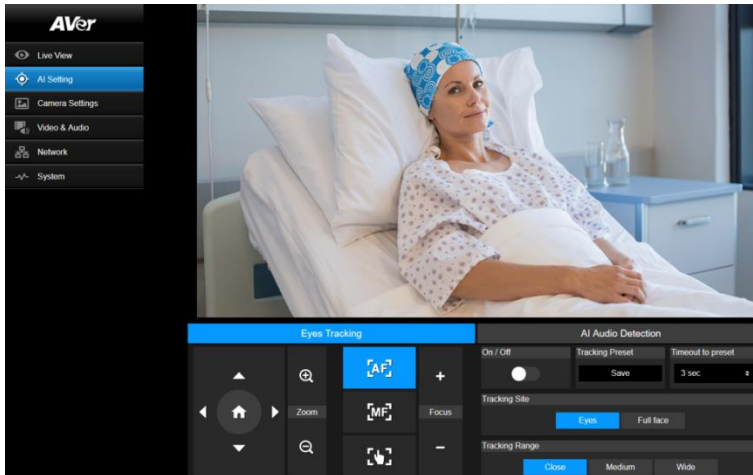 AVer
Live View
AI Setting
Camera Settings
Video & Audio
Network
System
Eyes Tracking
AI Audio Detection
Zoom
AF
MF
Focus
+
−
On / Off
Tracking Preset
Timeout to preset
Save
3 sec
Tracking Site
Eyes
Full face
Tracking Range
Close
Medium
Wide